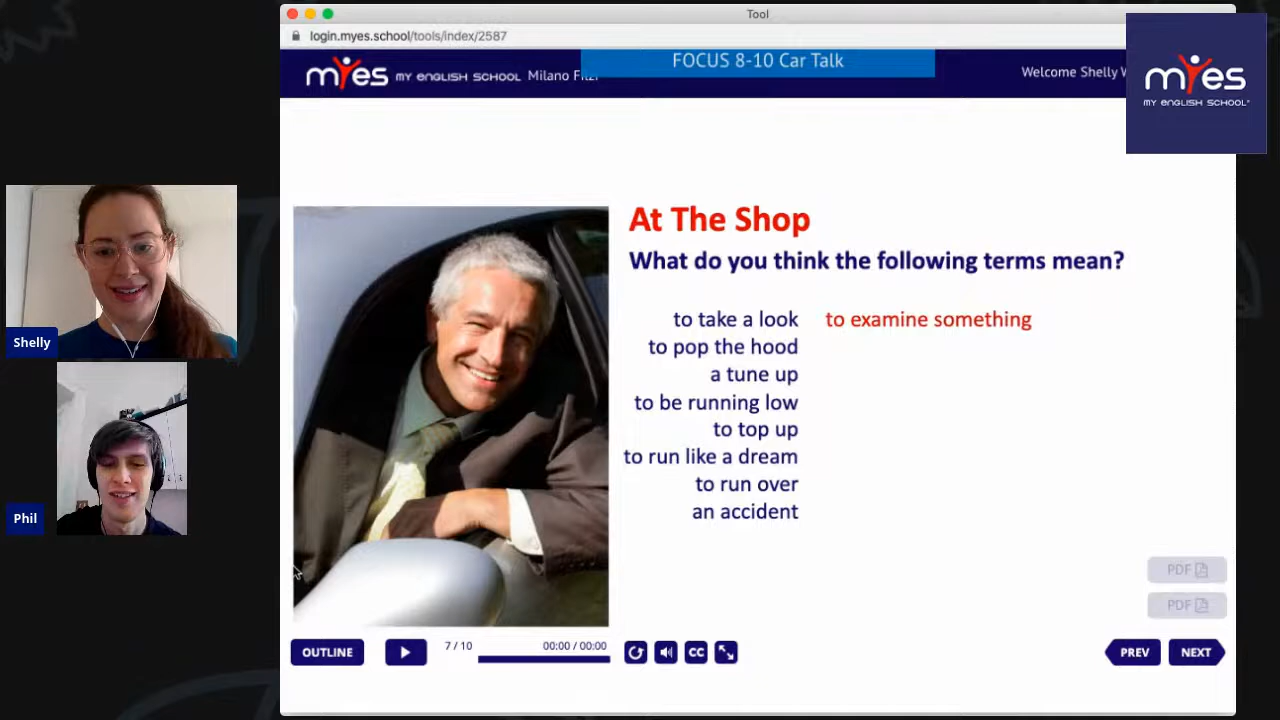 Tool
login.myes.school/tools/index/2587
FOCUS 8-10 Car Talk
myes MY ENGLISH SCHOOL Milano
Welcome Shelly
myes
MY ENGLISH SCHOOL
At The Shop
What do you think the following terms mean?
to take a look to examine something
to pop the hood
a tune up
to be running low
to top up
to run like a dream
to run over
an accident
Shelly
Phil
PDF
PDF
OUTLINE
7 / 10
00:00 / 00:00
CC
PREV
NEXT